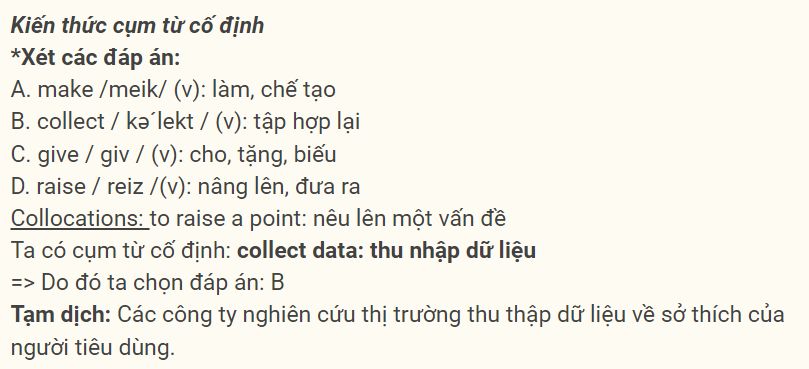 Kiến thức cụm từ cố định
*Xét các đáp án:
A. make /meik/ (v): làm, chế tạo
B. collect / kə´lekt / (v): tập hợp lại
C. give / giv / (v): cho, tặng, biếu
D. raise / reiz /(v): nâng lên, đưa ra
Collocations: to raise a point: nêu lên một vấn đề
Ta có cụm từ cố định: collect data: thu nhập dữ liệu
=> Do đó ta chọn đáp án: B
Tạm dịch: Các công ty nghiên cứu thị trường thu thập dữ liệu về sở thích của
người tiêu dùng.